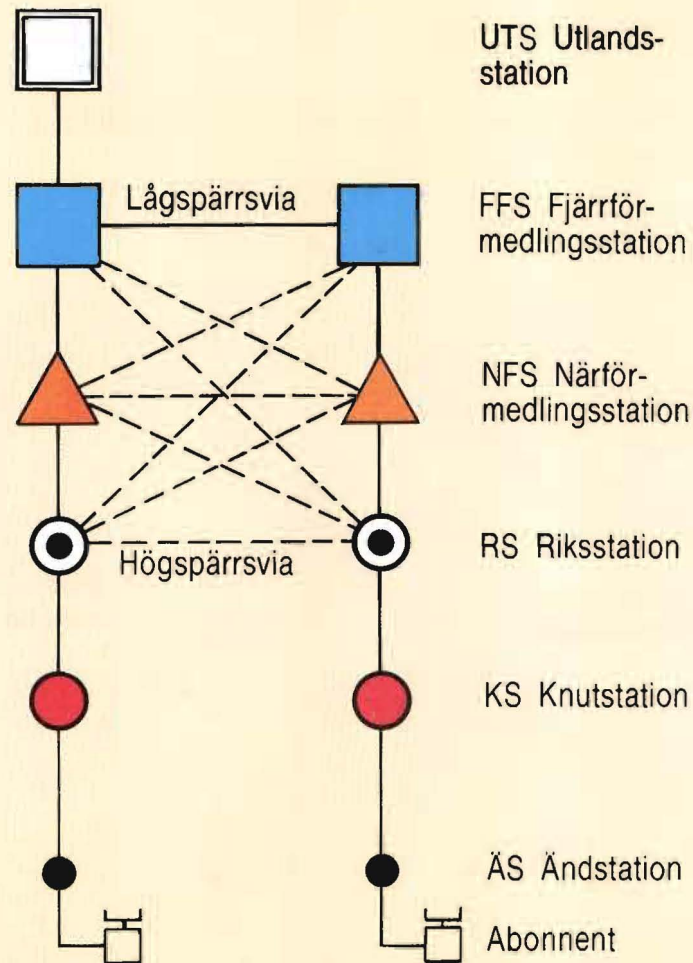 UTS Utlands-
station
Lågspärrsvia
FFS Fjärrför-
medlingsstation
NFS Närför-
medlingsstation
Högspärrsvia
RS Riksstation
KS Knutstation
ÄS Ändstation
Abonnent